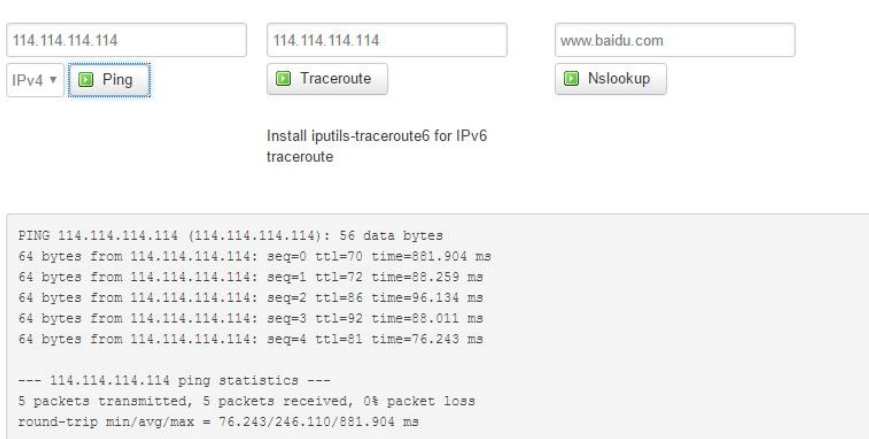 114.114.114.114 114.114.114.114 www.baidu.com
IPv4 Ping Traceroute Nslookup
Install iputils-traceroute6 for IPv6
traceroute
PING 114.114.114.114 (114.114.114.114): 56 data bytes
64 bytes from 114.114.114.114: seq=0 ttl=70 time=881.904 ms
64 bytes from 114.114.114.114: seq=1 ttl=72 time=88.259 ms
64 bytes from 114.114.114.114: seq=2 ttl=86 time=96.134 ms
64 bytes from 114.114.114.114: seq=3 ttl=92 time=88.011 ms
64 bytes from 114.114.114.114: seq=4 ttl=81 time=76.243 ms
--- 114.114.114.114 ping statistics ---
5 packets transmitted, 5 packets received, 0% packet loss
round-trip min/avg/max = 76.243/246.110/881.904 ms